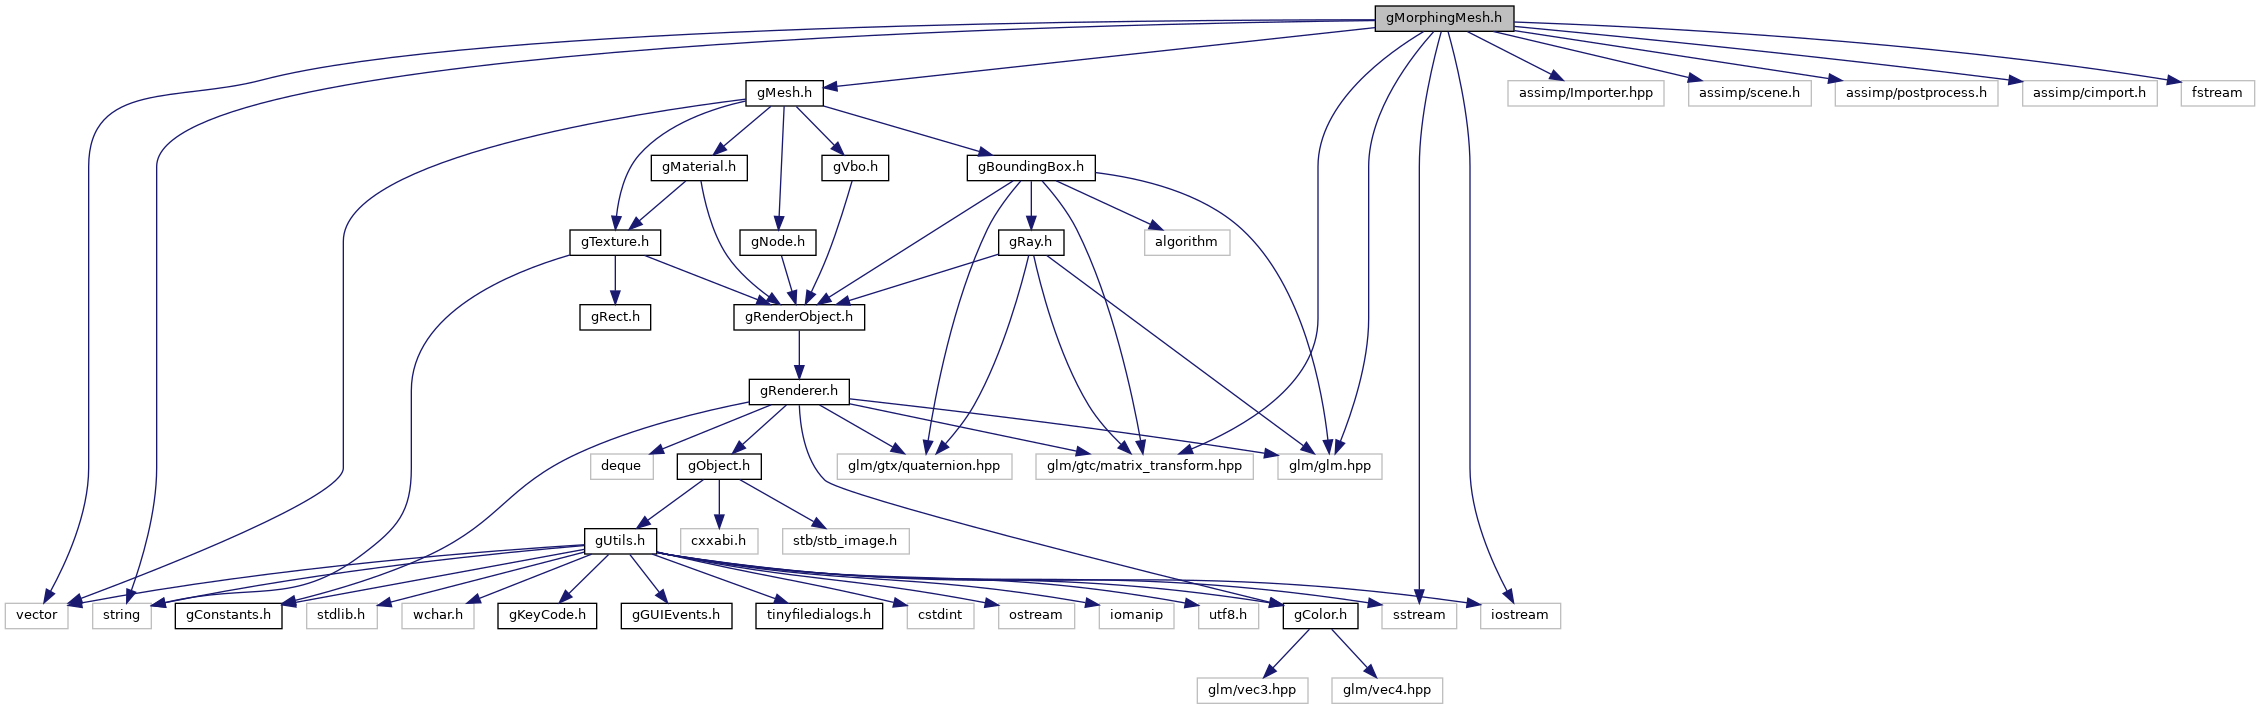 gMorphingMesh.h
gMesh.h
assimp/Importer.hpp
assimp/scene.h
assimp/postprocess.h
assimp/cimport.h
fstream
gMaterial.h
gVbo.h
gBoundingBox.h
gTexture.h
gNode.h
gRay.h
algorithm
gRect.h
gRenderObject.h
gRenderer.h
deque
gObject.h
glm/gtx/quaternion.hpp
glm/gtc/matrix_transform.hpp
glm/glm.hpp
gUtils.h
cxxabi.h
stb/stb_image.h
vector
string
gConstants.h
stdlib.h
wchar.h
gKeyCode.h
gGUIEvents.h
tinyfiledialogs.h
cstdint
ostream
iomanip
utf8.h
gColor.h
sstream
iostream
glm/vec3.hpp
glm/vec4.hpp